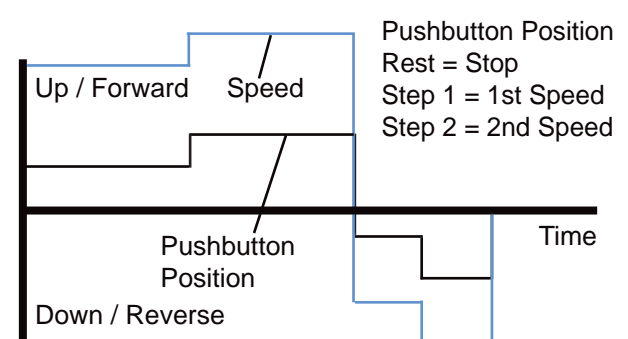 Pushbutton Position
Rest = Stop
Step 1 = 1st Speed
Step 2 = 2nd Speed
Up / Forward
Speed
Time
Pushbutton
Position
Down / Reverse